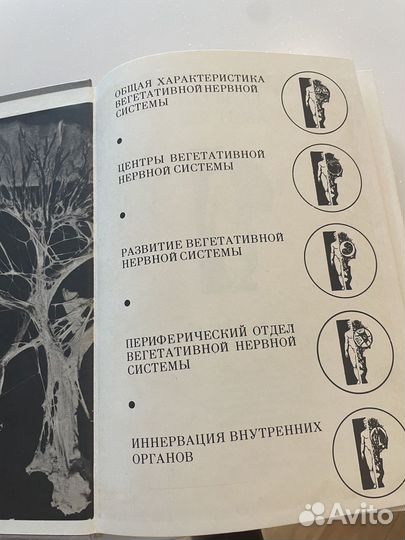 ОБЩАЯ ХАРАКТЕРИСТИКА
ВЕГЕТАТИВНОЙ НЕРВНОЙ
СИСТЕМЫ
ЦЕНТРЫ ВЕГЕТАТИВНОЙ
НЕРВНОЙ СИСТЕМЫ
РАЗВИТИЕ ВЕГЕТАТИВНОЙ
НЕРВНОЙ СИСТЕМЫ
ПЕРИФЕРИЧЕСКИЙ ОТДЕЛ
ВЕГЕТАТИВНОЙ НЕРВНОЙ
СИСТЕМЫ
ИННЕРВАЦИЯ ВНУТРЕННИХ
ОРГАНОВ
Avito